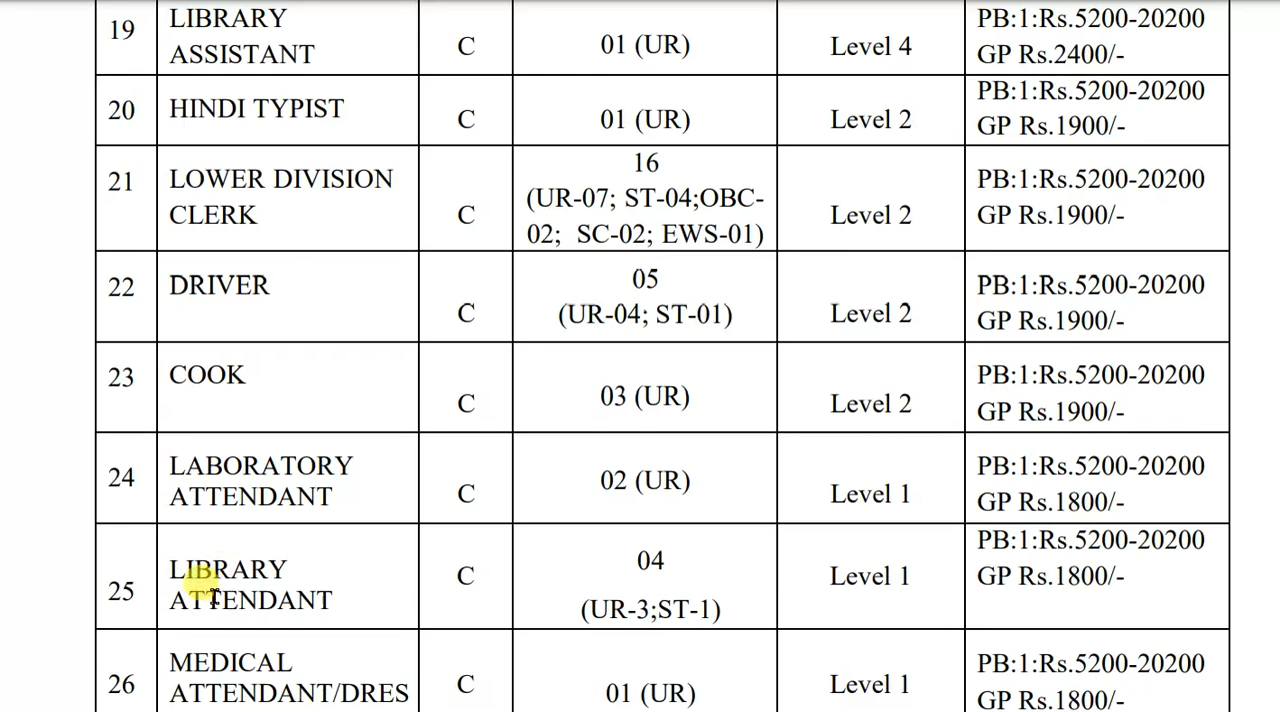 19 LIBRARY ASSISTANT C 01 (UR) Level 4 PB:1:Rs.5200-20200 GP Rs.2400/-
20 HINDI TYPIST C 01 (UR) Level 2 PB:1:Rs.5200-20200 GP Rs.1900/-
21 LOWER DIVISION CLERK C 16 (UR-07; ST-04;OBC-02; SC-02; EWS-01) Level 2 PB:1:Rs.5200-20200 GP Rs.1900/-
22 DRIVER C 05 (UR-04; ST-01) Level 2 PB:1:Rs.5200-20200 GP Rs.1900/-
23 COOK C 03 (UR) Level 2 PB:1:Rs.5200-20200 GP Rs.1900/-
24 LABORATORY ATTENDANT C 02 (UR) Level 1 PB:1:Rs.5200-20200 GP Rs.1800/-
25 LIBRARY ATTENDANT C 04 (UR-3;ST-1) Level 1 PB:1:Rs.5200-20200 GP Rs.1800/-
26 MEDICAL ATTENDANT/DRES C 01 (UR) Level 1 PB:1:Rs.5200-20200 GP Rs.1800/-